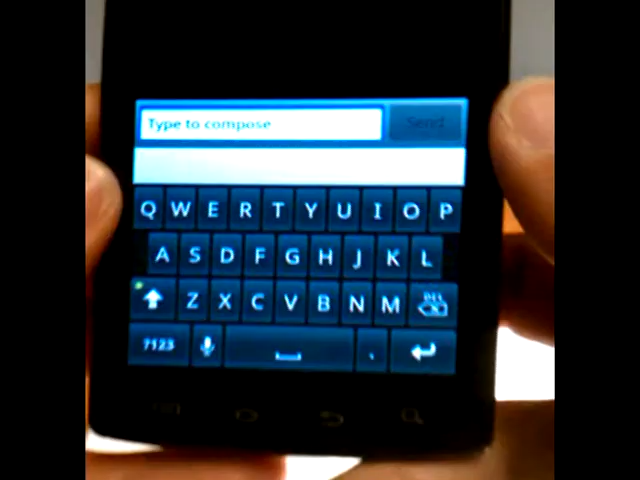 Type to compose Send
Q W E R T Y U I O P
A S D F G H J K L
Z X C V B N M DEL
?123 ,